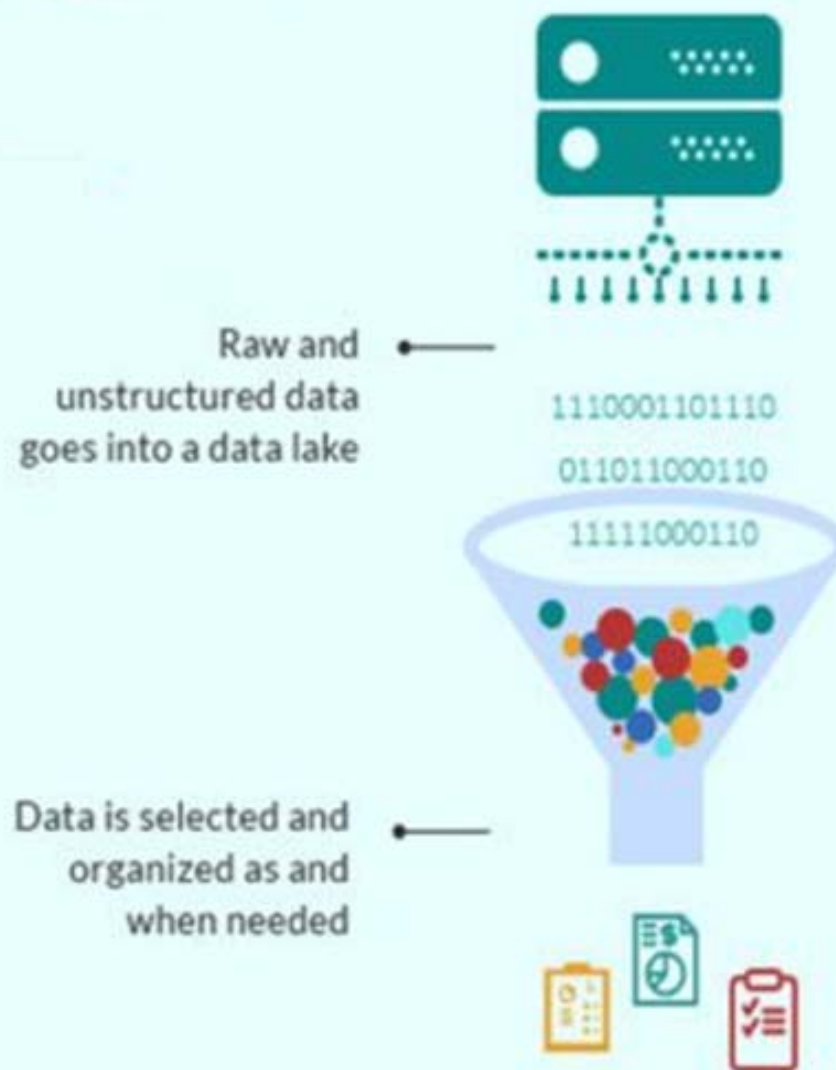 Raw and
unstructured data
goes into a data lake
1110001101110
011011000110
11111000110
Data is selected and
organized as and
when needed
$